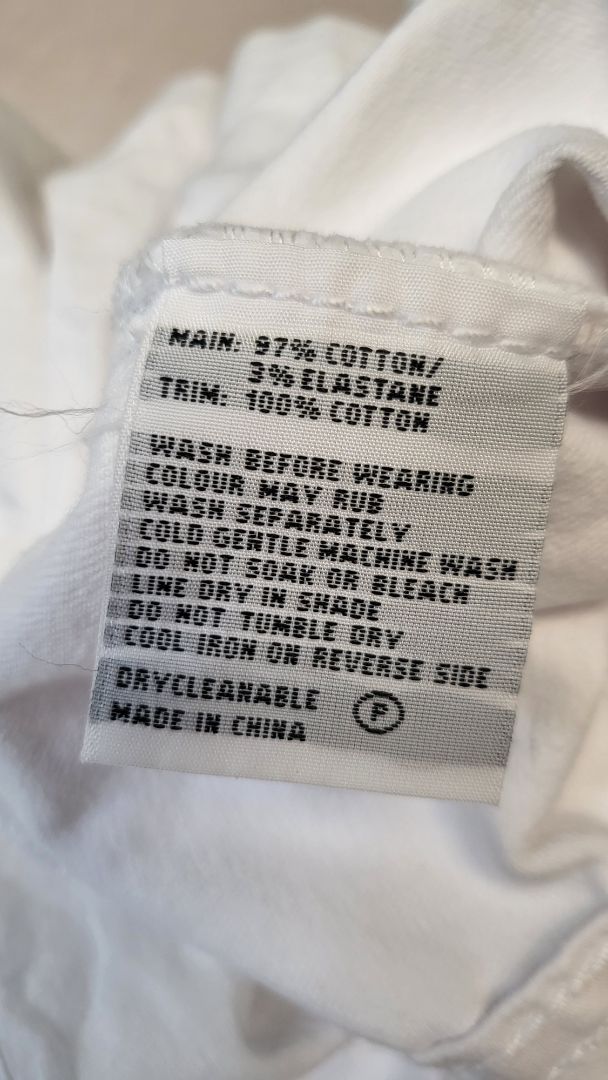 MAIN: 97% COTTON/
3% ELASTANE
TRIM: 100% COTTON
WASH BEFORE WEARING
COLOUR MAY RUB
WASH SEPARATELY
COLD GENTLE MACHINE WASH
DO NOT SOAK OR BLEACH
LINE DRY IN SHADE
DO NOT TUMBLE DRY
COOL IRON ON REVERSE SIDE
DRYCLEANABLE
P
MADE IN CHINA